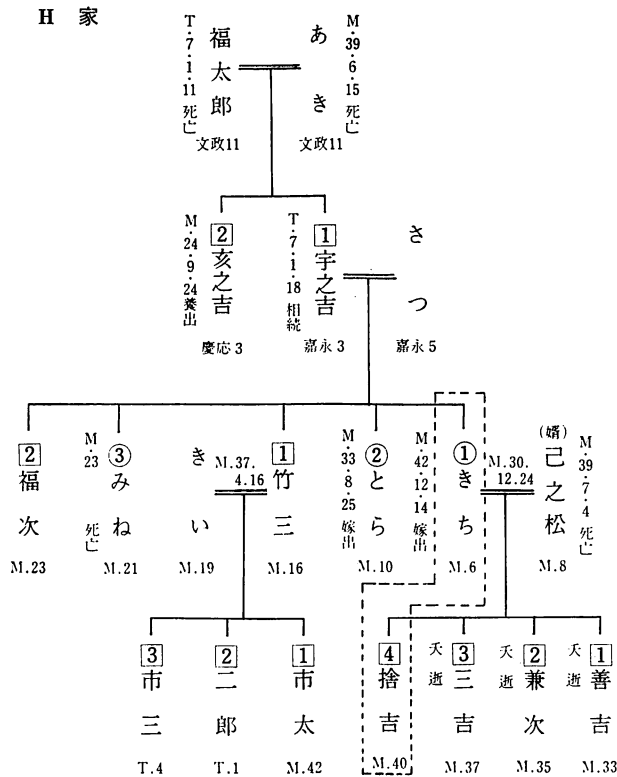 H 家
M・39・6・15 死亡
あき
文政11
T・7・1・11 死亡
福太郎
文政11
さつ
嘉永5
1 宇之吉
T・7・1・18 相続
嘉永3
2 亥之吉
M・24・9・24 養出
慶応3
M・39・7・4 死亡
(婿)
己之松
M.8
M.30.
12.24
① きち
M・42・12・14 嫁出
M.6
② とら
M・33・8・25 嫁出
M.10
1 竹三
M.16
M.37.
4.16
きい
M.19
③ みね
M・23 死亡
M.21
2 福次
M.23
1 善吉
夭逝
M.33
2 兼次
夭逝
M.35
3 三吉
夭逝
M.37
4 捨吉
M.40
1 市太
M.42
2 二郎
T.1
3 市三
T.4